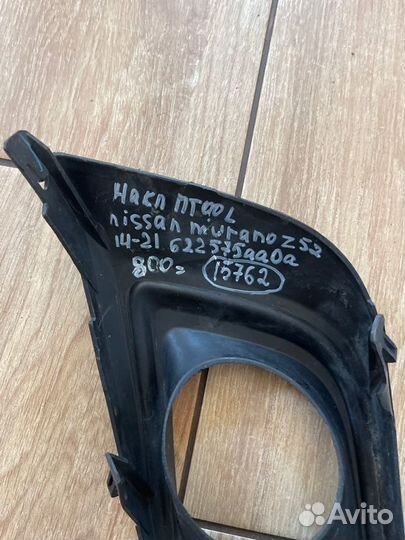 Накл ПТФ L
nissan murano Z52
14-21 622575aa0a
800=
15762
Avito